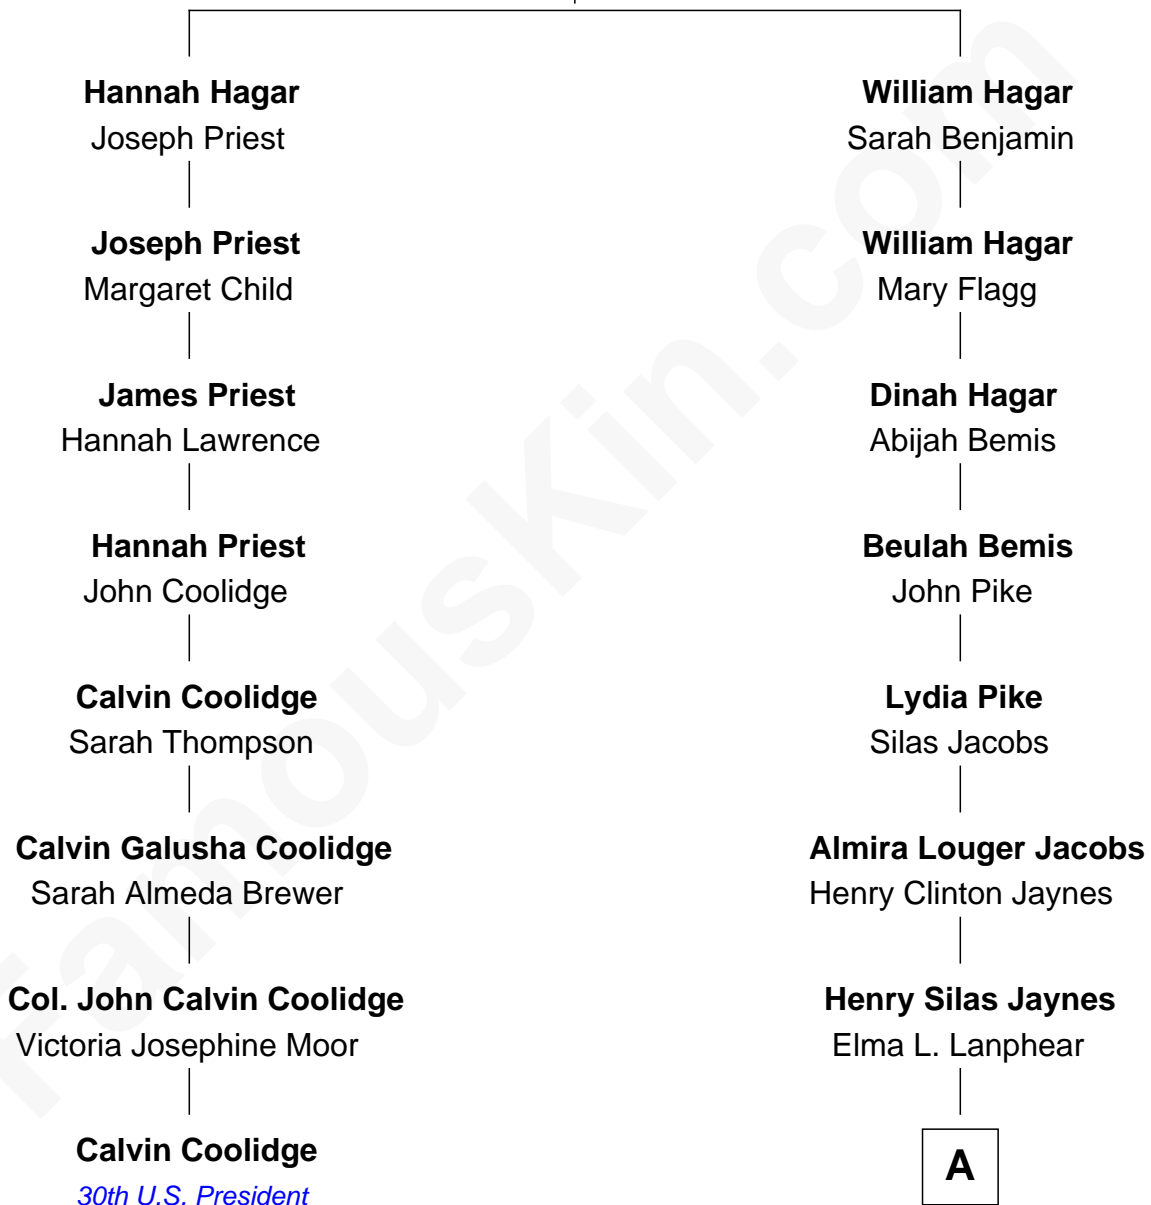 Hannah Hagar
Joseph Priest
William Hagar
Sarah Benjamin
Joseph Priest
Margaret Child
William Hagar
Mary Flagg
James Priest
Hannah Lawrence
Dinah Hagar
Abijah Bemis
Hannah Priest
John Coolidge
Beulah Bemis
John Pike
Calvin Coolidge
Sarah Thompson
Lydia Pike
Silas Jacobs
Calvin Galusha Coolidge
Sarah Almeda Brewer
Almira Louger Jacobs
Henry Clinton Jaynes
Col. John Calvin Coolidge
Victoria Josephine Moor
Henry Silas Jaynes
Elma L. Lanphear
Calvin Coolidge
30th U.S. President
A
FamousKin.com